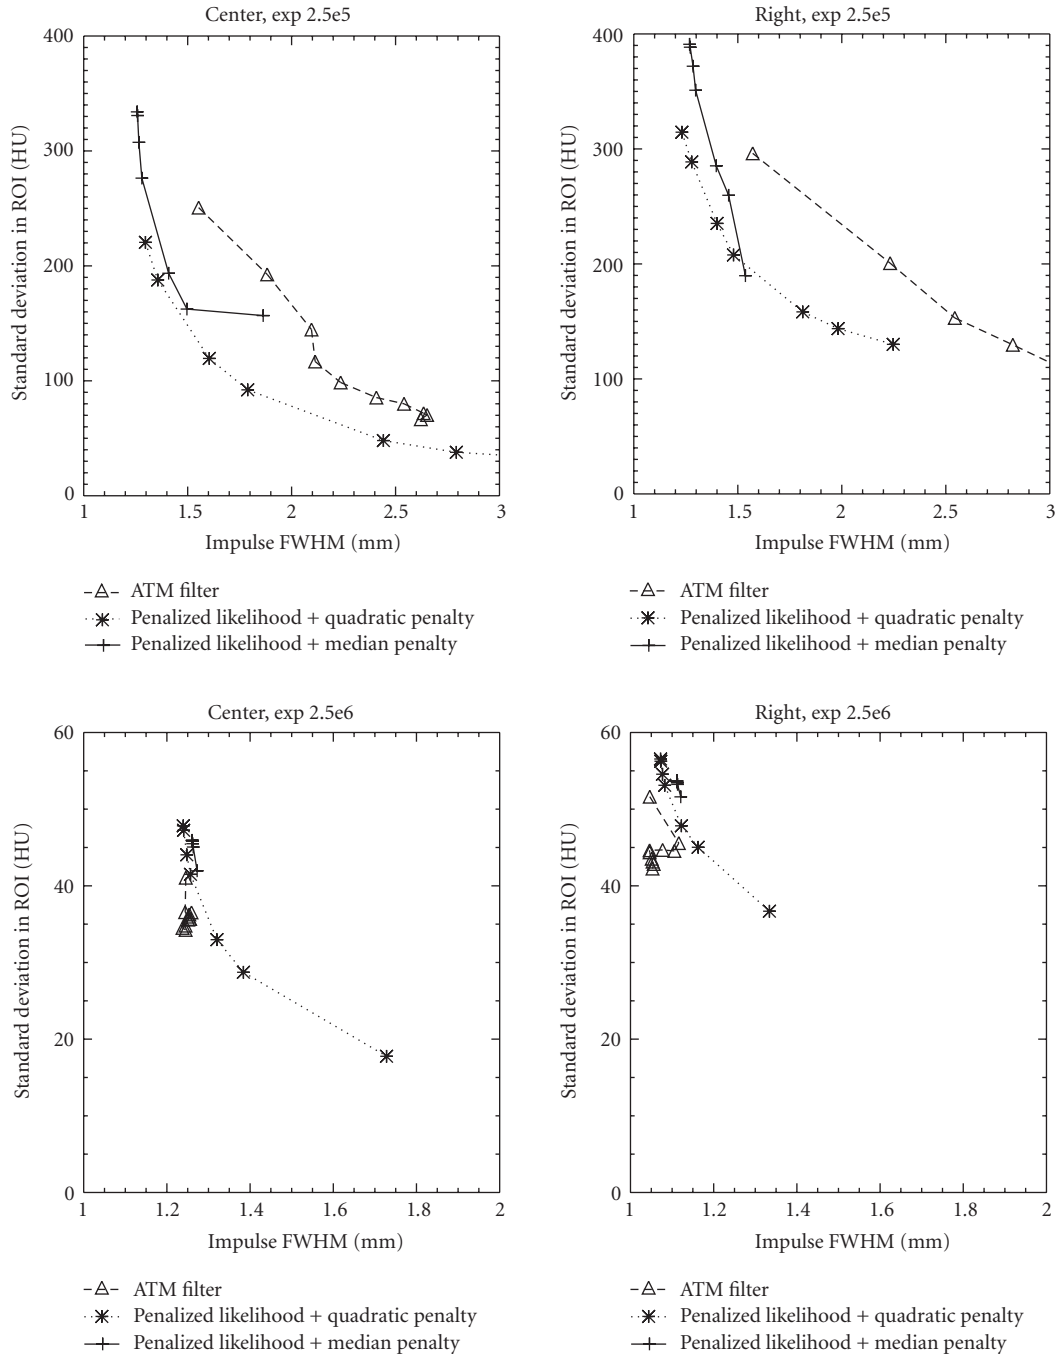 Center, exp 2.5e5
400
300
200
100
0
Standard deviation in ROI (HU)
1 1.5 2 2.5 3
Impulse FWHM (mm)
ATM filter
Penalized likelihood + quadratic penalty
Penalized likelihood + median penalty
Right, exp 2.5e5
400
300
200
100
0
Standard deviation in ROI (HU)
1 1.5 2 2.5 3
Impulse FWHM (mm)
ATM filter
Penalized likelihood + quadratic penalty
Penalized likelihood + median penalty
Center, exp 2.5e6
60
40
20
0
Standard deviation in ROI (HU)
1 1.2 1.4 1.6 1.8 2
Impulse FWHM (mm)
ATM filter
Penalized likelihood + quadratic penalty
Penalized likelihood + median penalty
Right, exp 2.5e6
60
40
20
0
Standard deviation in ROI (HU)
1 1.2 1.4 1.6 1.8 2
Impulse FWHM (mm)
ATM filter
Penalized likelihood + quadratic penalty
Penalized likelihood + median penalty